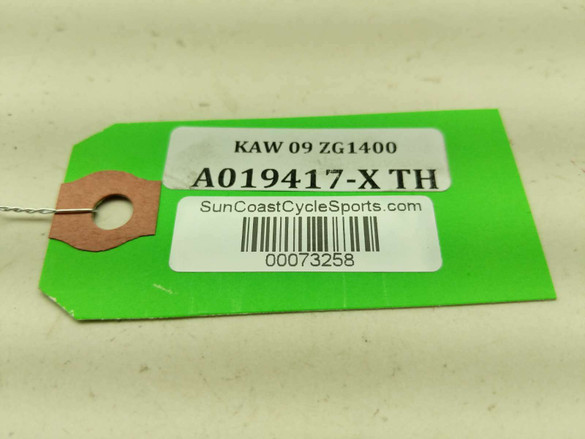 KAW 09 ZG1400
A019417-X TH
SunCoastCycleSports.com
00073258